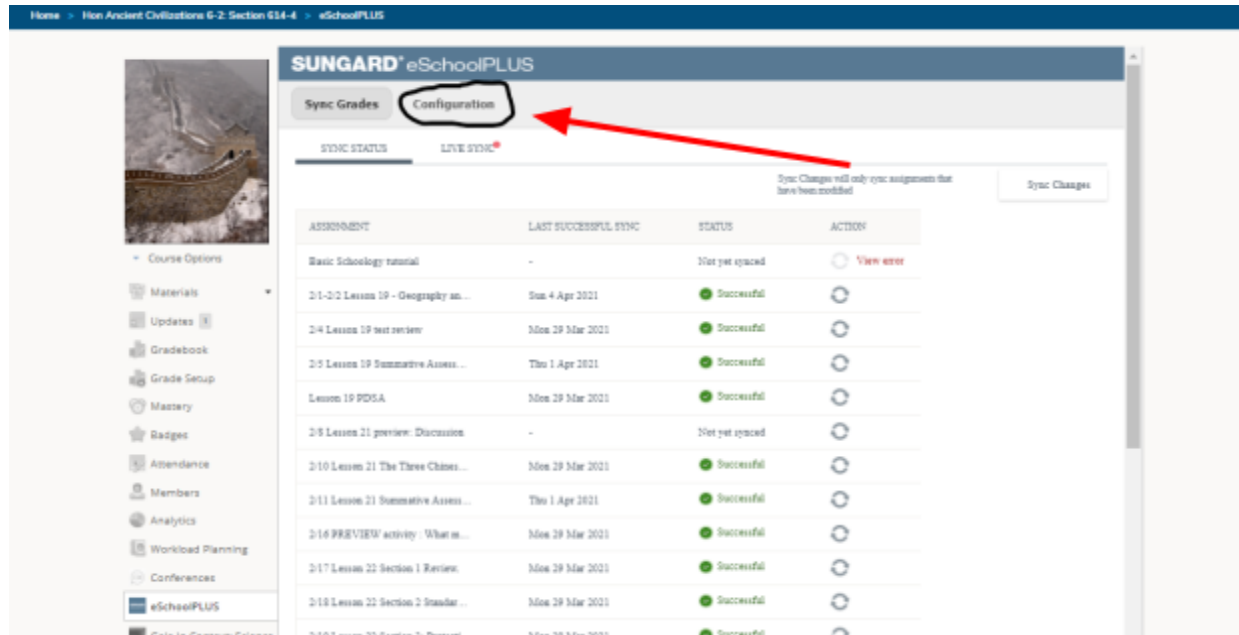 Home > Hon Ancient Civilizations 6-2: Section 614-4 > eSchoolPLUS
SUNGARD® eSchoolPLUS
Sync Grades Configuration
SYNC STATUS LIVE SYNC
Sync Changes will only sync assignments that
have been modified
Sync Changes
ASSIGNMENT LAST SUCCESSFUL SYNC STATUS ACTION
Basic Schoology tutorial - Not yet synced View error
2/1-2/2 Lesson 19 - Geography an... Sun 4 Apr 2021 Successful
2/4 Lesson 19 test review Mon 29 Mar 2021 Successful
2/5 Lesson 19 Summative Assess... Thu 1 Apr 2021 Successful
Lesson 19 PDSA Mon 29 Mar 2021 Successful
2/8 Lesson 21 preview: Discussion - Not yet synced
2/10 Lesson 21 The Three Chines... Mon 29 Mar 2021 Successful
2/11 Lesson 21 Summative Assess... Thu 1 Apr 2021 Successful
2/16 PREVIEW activity : What m... Mon 29 Mar 2021 Successful
2/17 Lesson 22 Section 1 Review. Mon 29 Mar 2021 Successful
2/18 Lesson 22 Section 2 Standar... Mon 29 Mar 2021 Successful
Course Options
Materials
Updates 1
Gradebook
Grade Setup
Mastery
Badges
Attendance
Members
Analytics
Workload Planning
Conferences
eSchoolPLUS